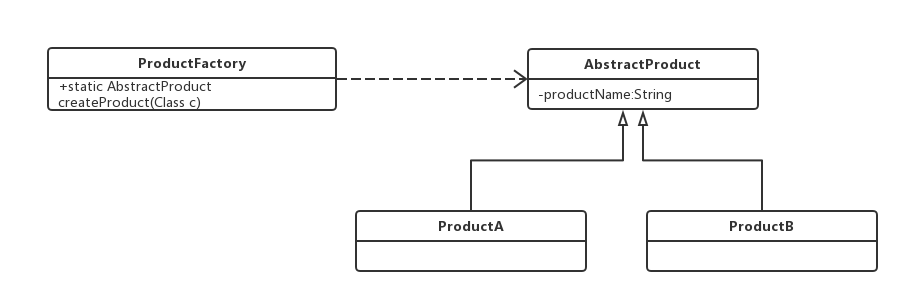 ProductFactory
+static AbstractProduct
createProduct(Class c)
AbstractProduct
-productName:String
ProductA
ProductB